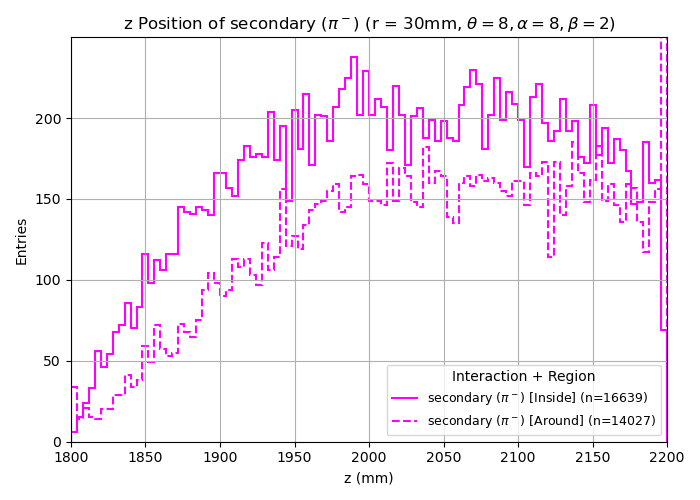 z Position of secondary (π⁻) (r = 30mm, θ = 8, α = 8, β = 2)
Entries
200
150
100
50
0
Interaction + Region
secondary (π⁻) [Inside] (n=16639)
secondary (π⁻) [Around] (n=14027)
1800 1850 1900 1950 2000 2050 2100 2150 2200
z (mm)